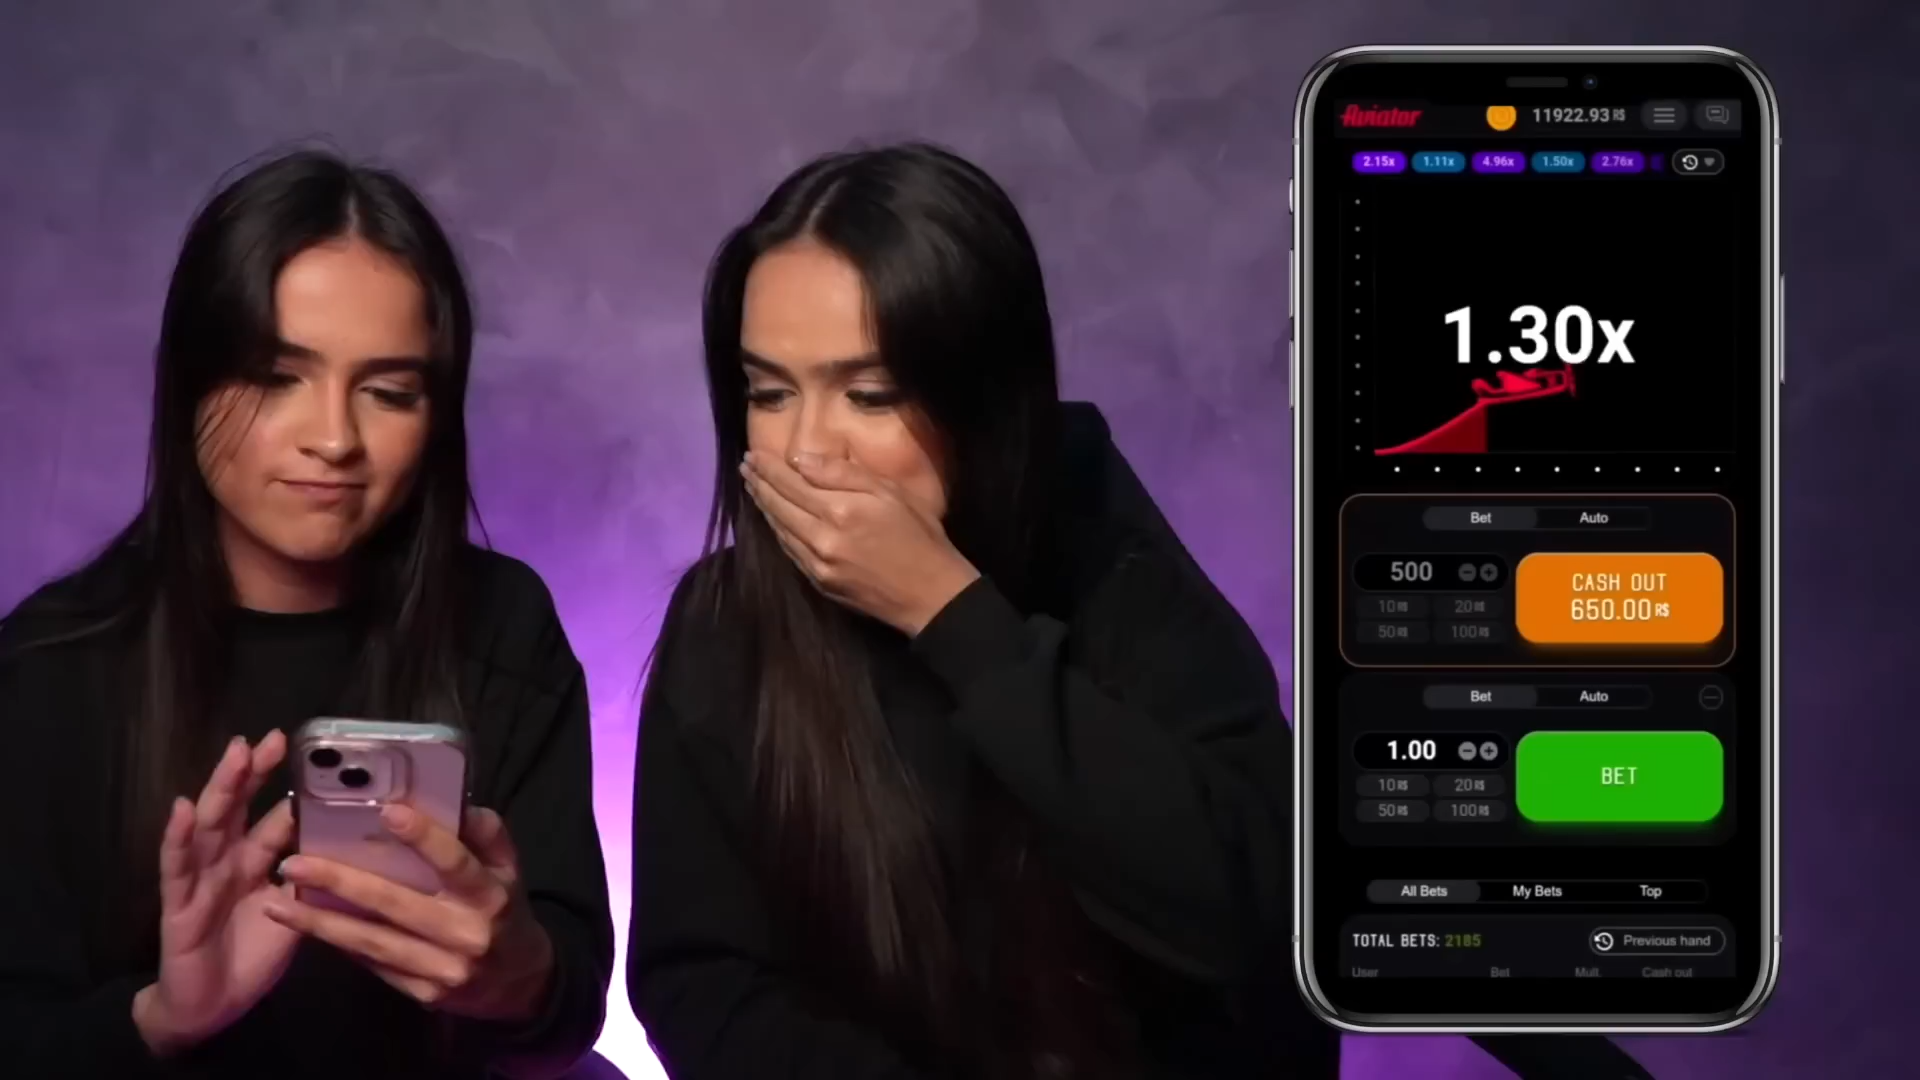 Aviator 11922.93 R$
2.15x 1.11x 4.96x 1.50x 2.76x
1.30x
Bet Auto
500
CASH OUT
650.00 R$
10 R$ 20 R$
50 R$ 100 R$
Bet Auto
1.00
BET
10 R$ 20 R$
50 R$ 100 R$
All Bets My Bets Top
TOTAL BETS: 2185 Previous hand
User Bet Mult. Cash out